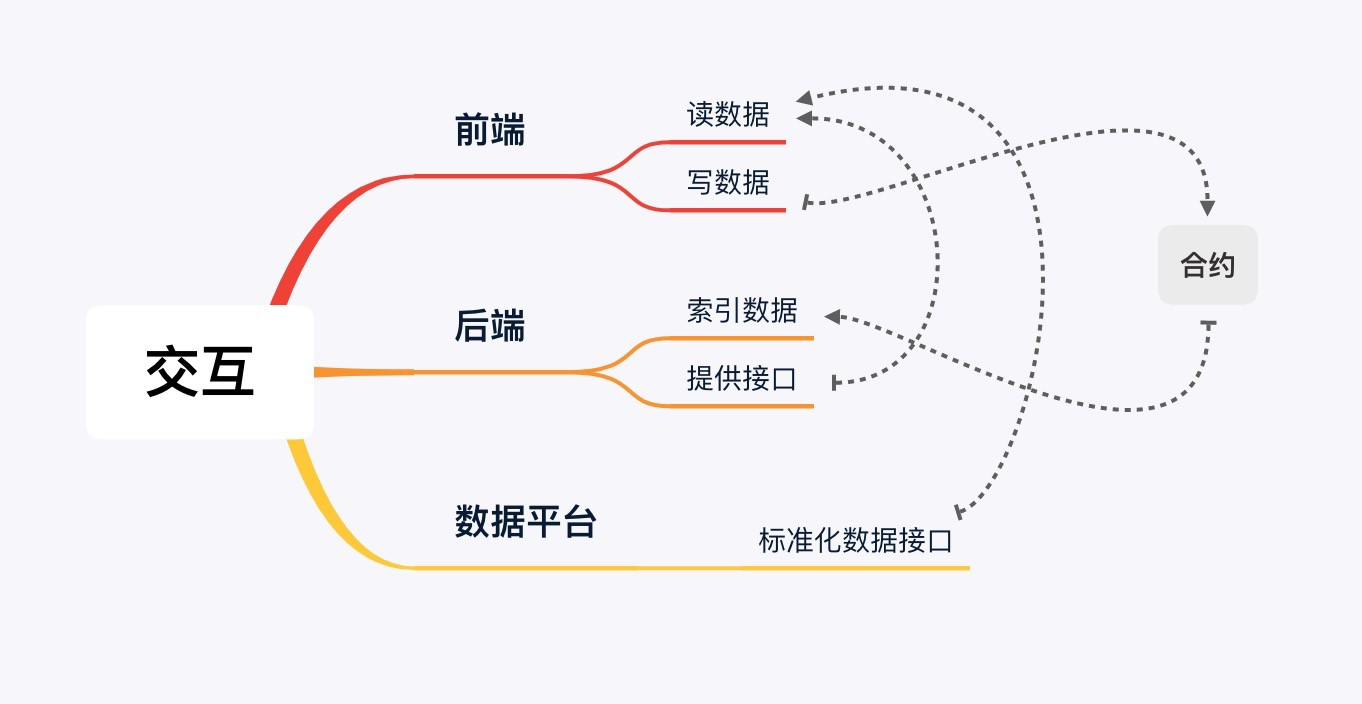 交互
前端
读数据
写数据
后端
索引数据
提供接口
数据平台
标准化数据接口
合约